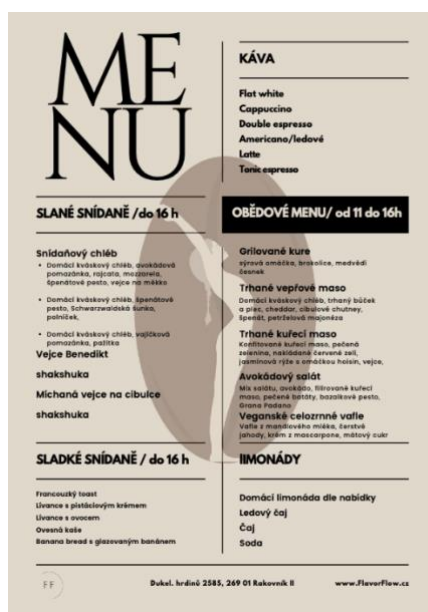 ME
NU
KÁVA
Flat white
Cappuccino
Double espresso
Americano/ledové
Latte
Tonic espresso
SLANÉ SNÍDANĚ /do 16 h
Snídaňový chléb
• Domácí kváskový chléb, avokádová
pomazánka, rajcata, mozzarela,
špenátové pesto, vejce na měkko
• Domácí kváskový chléb, špenátové
pesto, Schwarzwaldská šunka,
polníček,
• Domácí kváskový chléb, vajíčková
pomazánka, pažitka
Vejce Benedikt
shakshuka
Míchaná vejce na cibulce
shakshuka
OBĚDOVÉ MENU/ od 11 do 16h
Grilované kure
sýrová omáčka, brokolice, medvědí
česnek
Trhané vepřové maso
Domácí kváskový chléb, trhaný bůček
a plec, cheddar, cibulové chutney,
špenát, petrželová majonéza
Trhané kuřecí maso
Konfitované kuřecí maso, pečená
zelenina, nakládané červené zelí,
jasmínová rýže s omáčkou hoisin, vejce,
Avokádový salát
Mix salátu, avokádo, filírované kuřecí
maso, pečené batáty, bazalkové pesto,
Grana Padano
Veganské celozrnné vafle
Vafle z mandlového mléka, čerstvé
jahody, krém z mascarpone, mátový cukr
SLADKÉ SNÍDANĚ / do 16 h
Francouzký toast
Lívance s pistáciovým krémem
Lívance s ovocem
Ovesná kaše
Banana bread s glazovaným banánem
lIMONÁDY
Domácí limonáda dle nabídky
Ledový čaj
Čaj
Soda
FF
Dukel. hrdinů 2585, 269 01 Rakovník II
www.FlavorFlow.cz